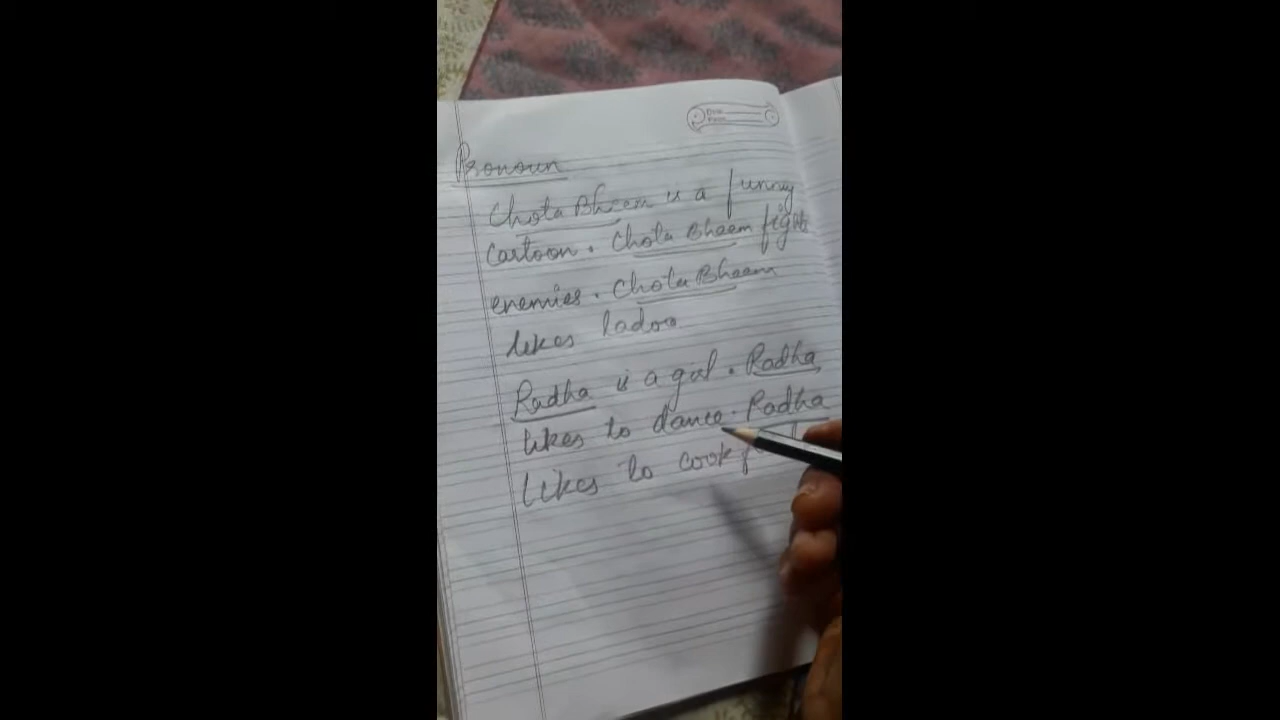 Pronoun
Chota Bheem is a funny
cartoon. Chota Bheem fight
enemies. Chota Bheem
likes ladoo
Radha is a girl. Radha
likes to dance. Radha
likes to cook